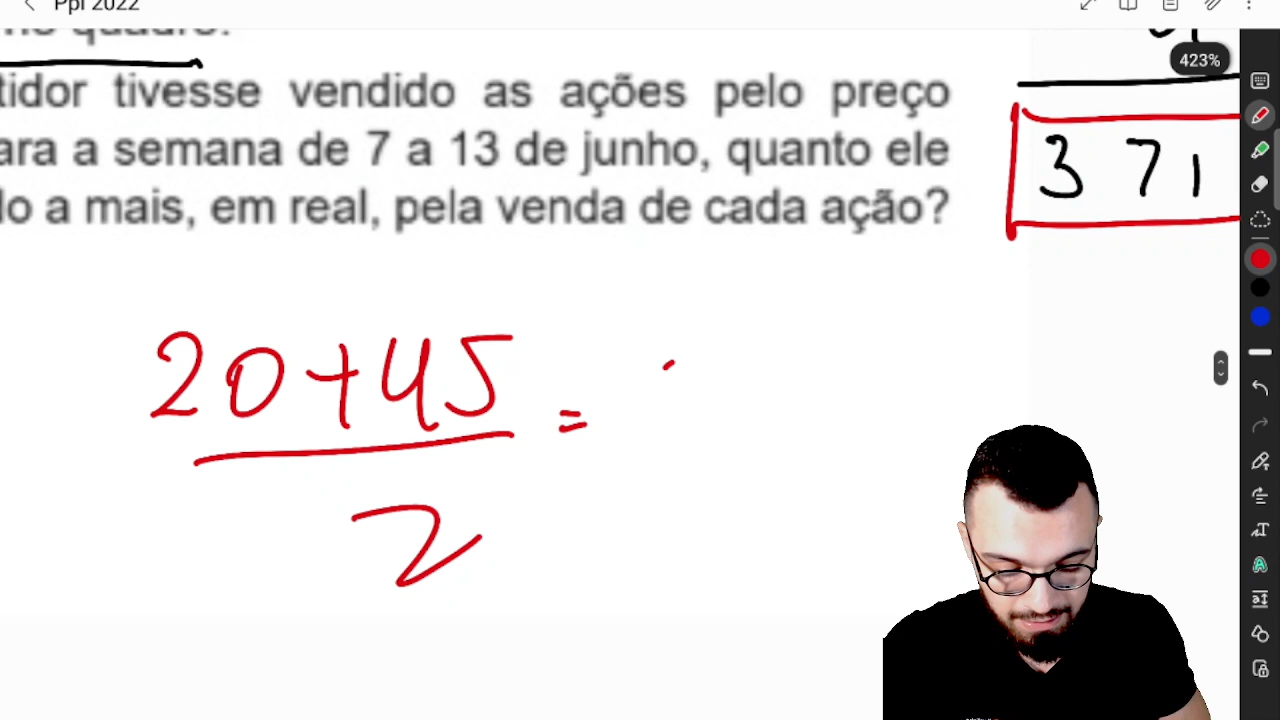 Ppl 2022
quadro.
423%
tidor tivesse vendido as ações pelo preço
ara a semana de 7 a 13 de junho, quanto ele
lo a mais, em real, pela venda de cada ação?
3 7 1
20+45 =
2